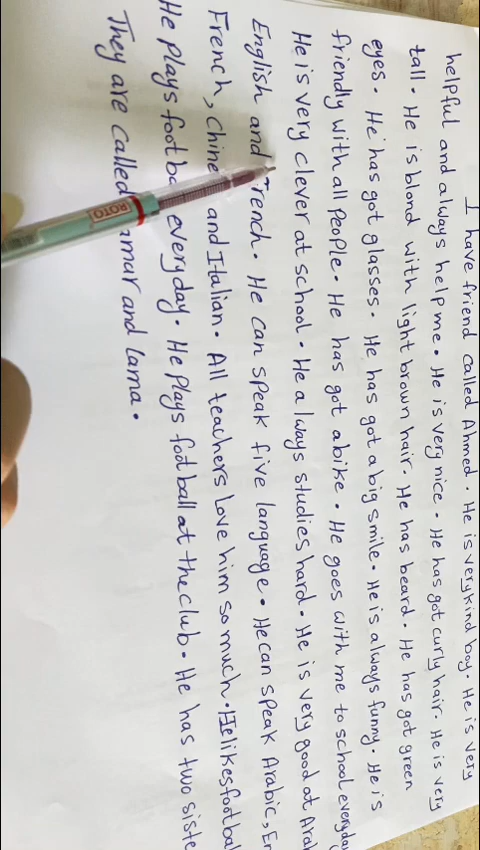 I have friend called Ahmed. He is verykind boy. He is very
helpful and always help me. He is very nice. He has got curly hair. He is very
tall. He is blond with light brown hair. He has beard. He has got green
eyes. He has got glasses. He has got a big smile. He is always funny. He is
friendly with all people. He has got a bike. He goes with me to school everyday
He is very clever at school. He always studies hard. He is very good at Arab
English and French. He can speak five language. He can speak Arabic, En
French, Chine and Italian. All teachers Love him so much. He likes footbal
He plays footba everyday. He plays football at the club. He has two siste
They are called amar and Lama.
ROTO